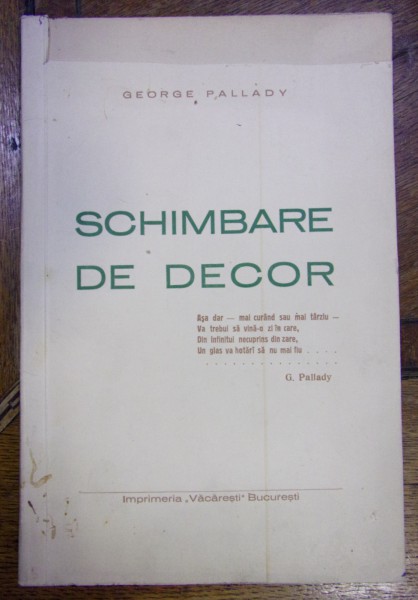 GEORGE PALLADY
SCHIMBARE
DE DECOR
Așa dar — mai curând sau mai târziu —
Va trebui să vină-o zi în care,
Din infinitul necuprins din zare,
Un glas va hotărî să nu mai fiu . . . .
. . . . . . . . . . . . . . .
G. Pallady
Imprimeria „Văcărești" București